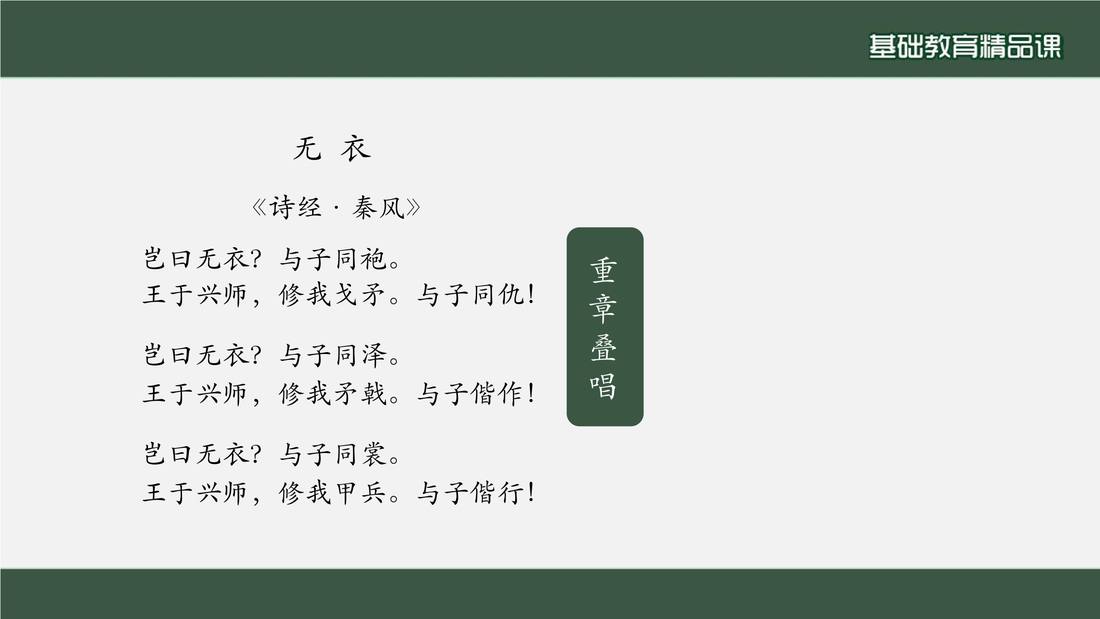 基础教育精品课
无 衣
《诗经·秦风》
岂曰无衣？与子同袍。
王于兴师，修我戈矛。与子同仇！
岂曰无衣？与子同泽。
王于兴师，修我矛戟。与子偕作！
岂曰无衣？与子同裳。
王于兴师，修我甲兵。与子偕行！
重章叠唱